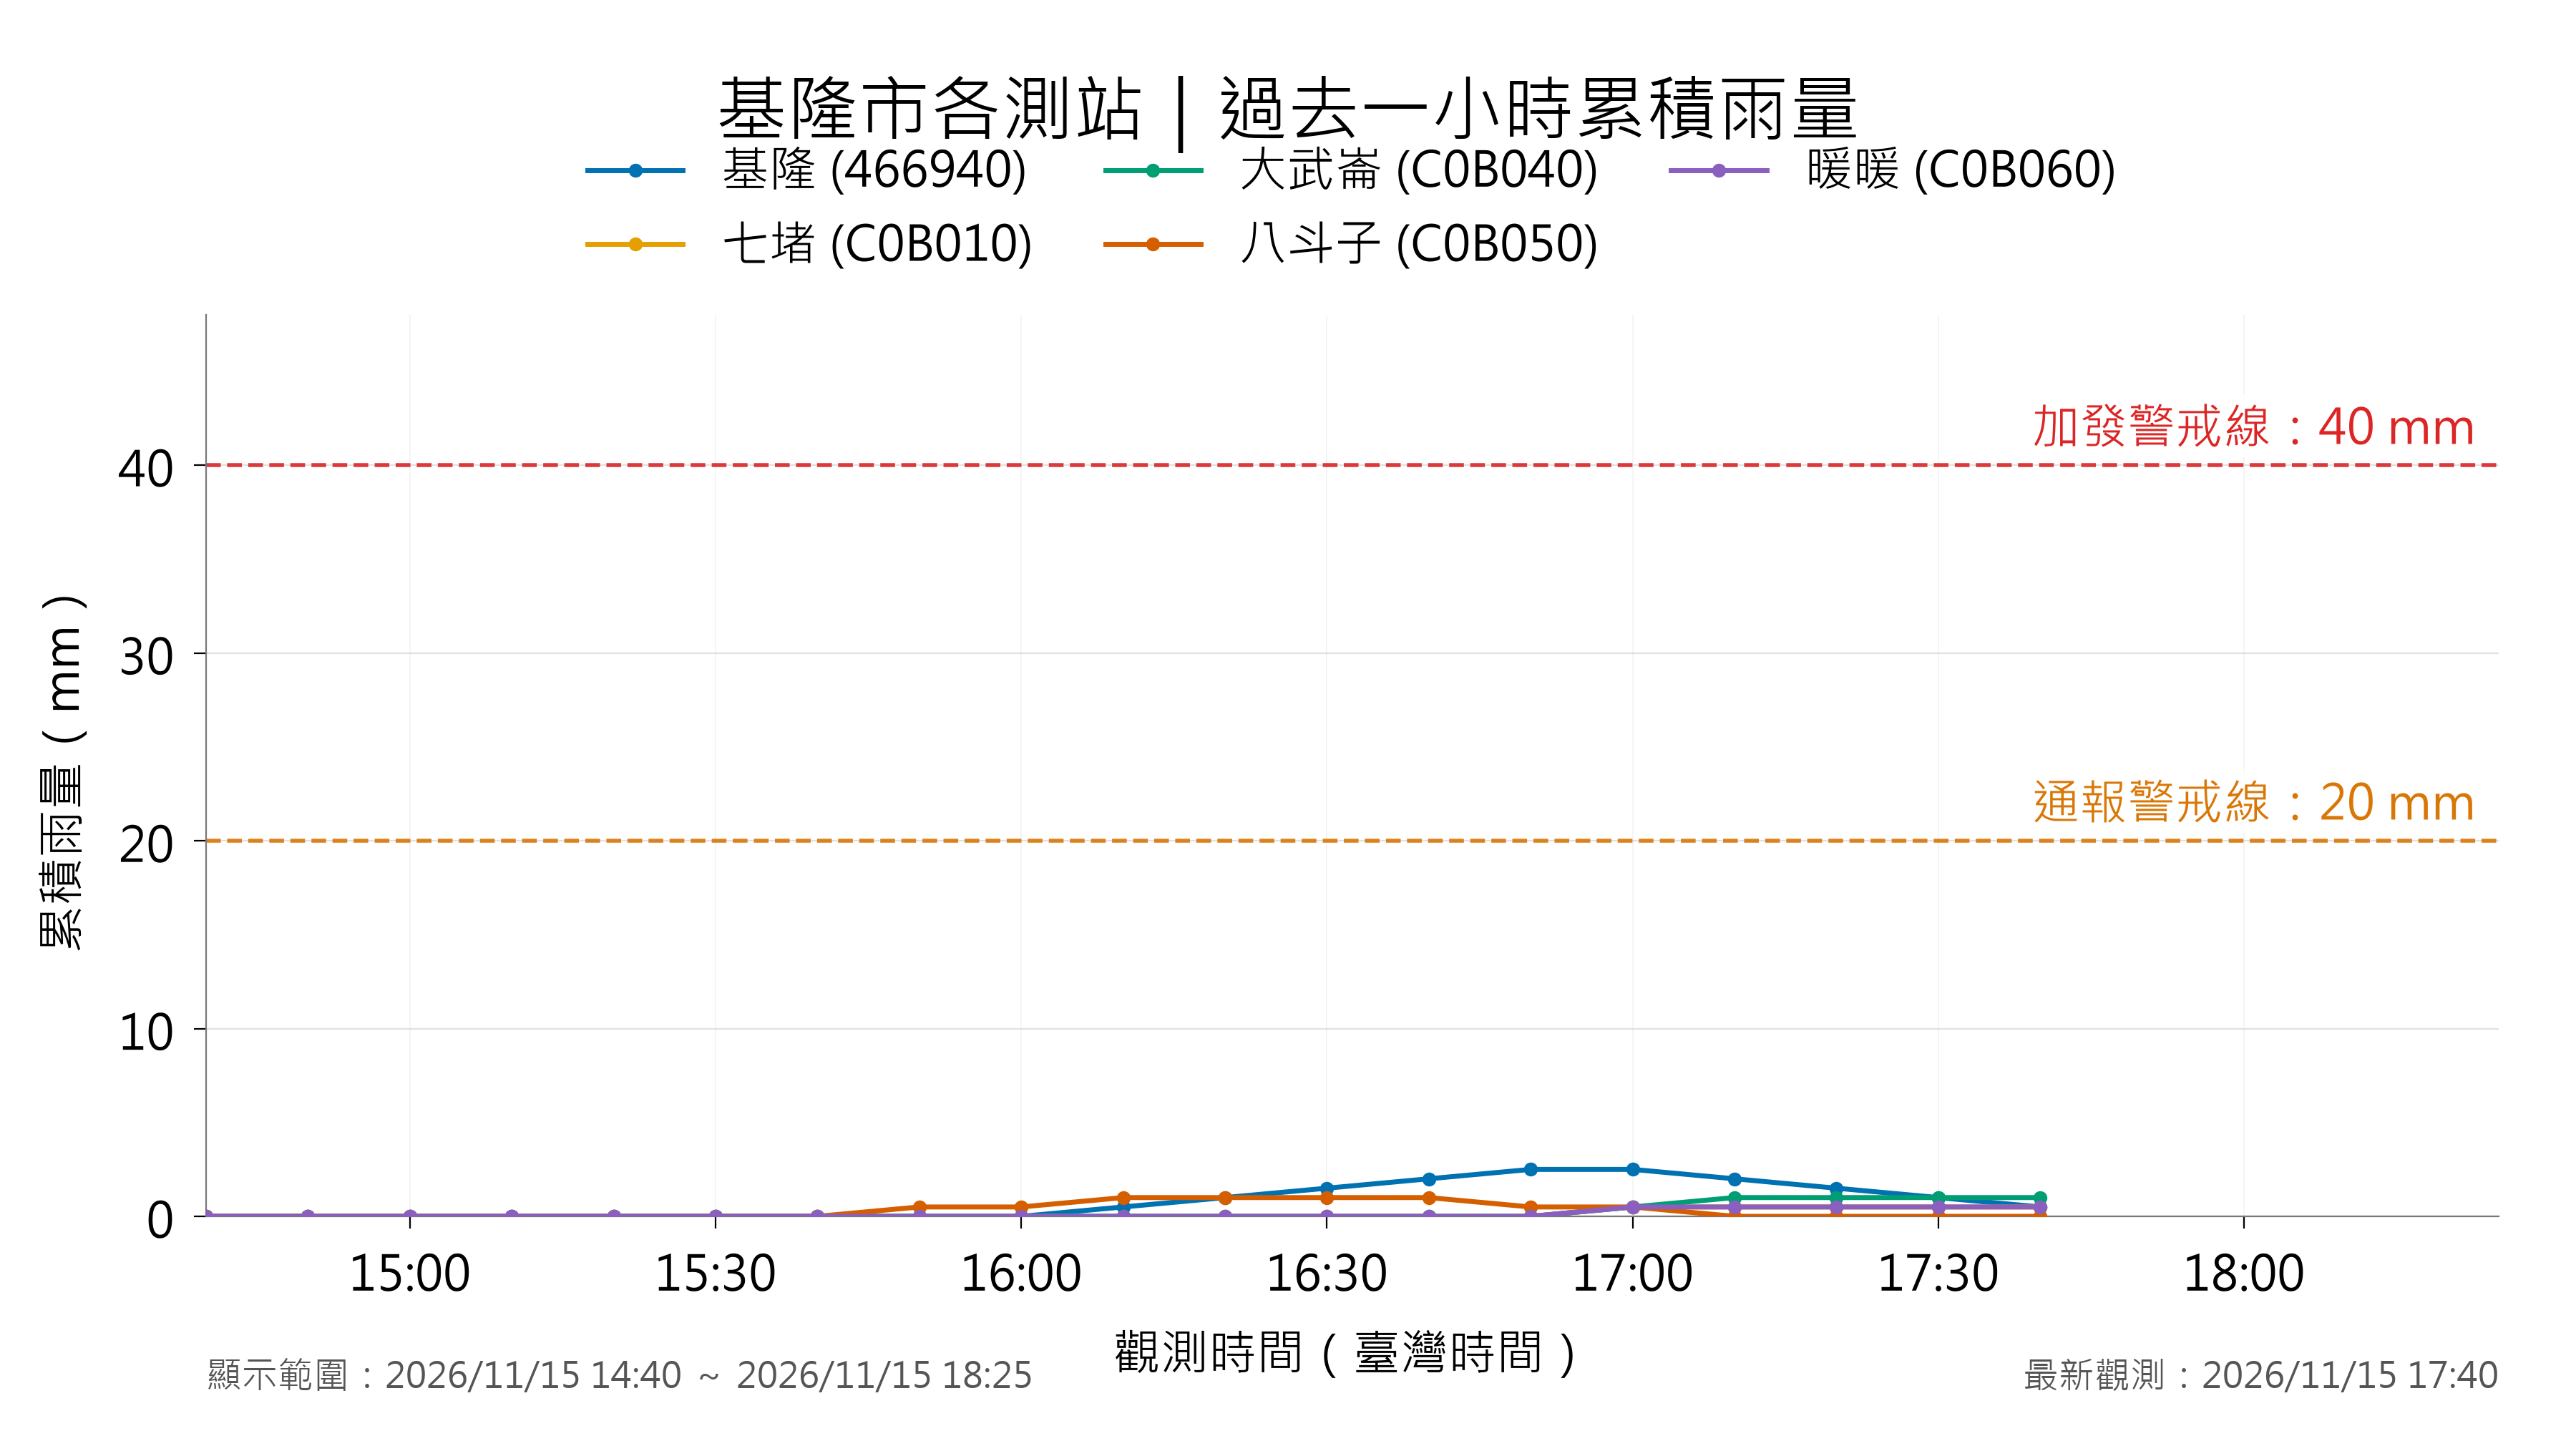 基隆市各測站 | 過去一小時累積雨量
基隆 (466940)
大武崙 (C0B040)
暖暖 (C0B060)
七堵 (C0B010)
八斗子 (C0B050)
加發警戒線：40 mm
通報警戒線：20 mm
累積雨量（mm）
40
30
20
10
0
15:00
15:30
16:00
16:30
17:00
17:30
18:00
觀測時間（臺灣時間）
顯示範圍：2026/11/15 14:40 ~ 2026/11/15 18:25
最新觀測：2026/11/15 17:40